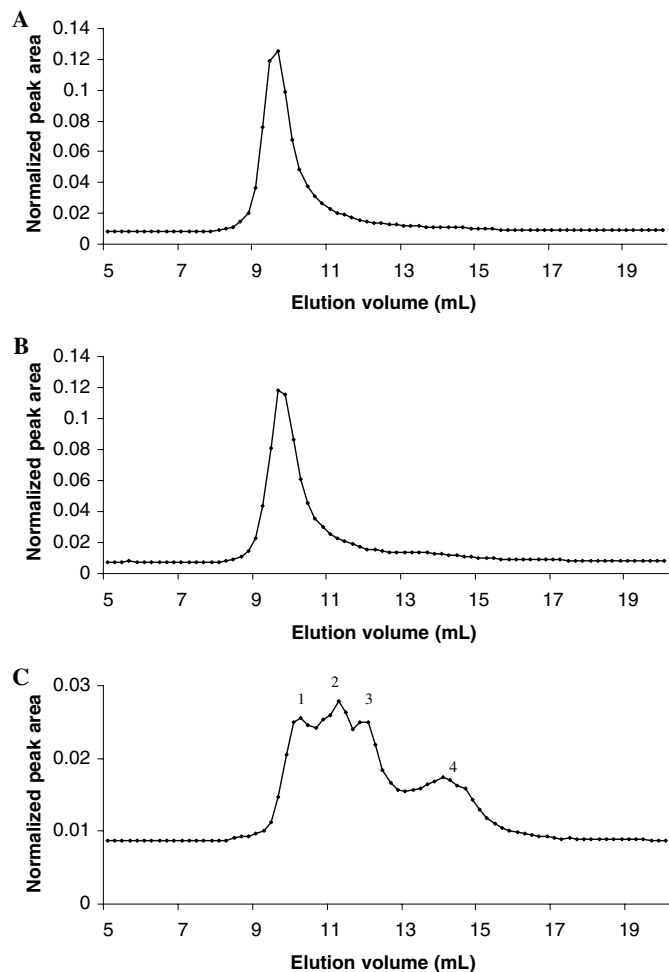 A
Normalized peak area
0.14
0.12
0.1
0.08
0.06
0.04
0.02
0
5 7 9 11 13 15 17 19
Elution volume (mL)
B
Normalized peak area
0.14
0.12
0.1
0.08
0.06
0.04
0.02
0
5 7 9 11 13 15 17 19
Elution volume (mL)
C
Normalized peak area
0.03
0.02
0.01
0
1 2 3 4
5 7 9 11 13 15 17 19
Elution volume (mL)